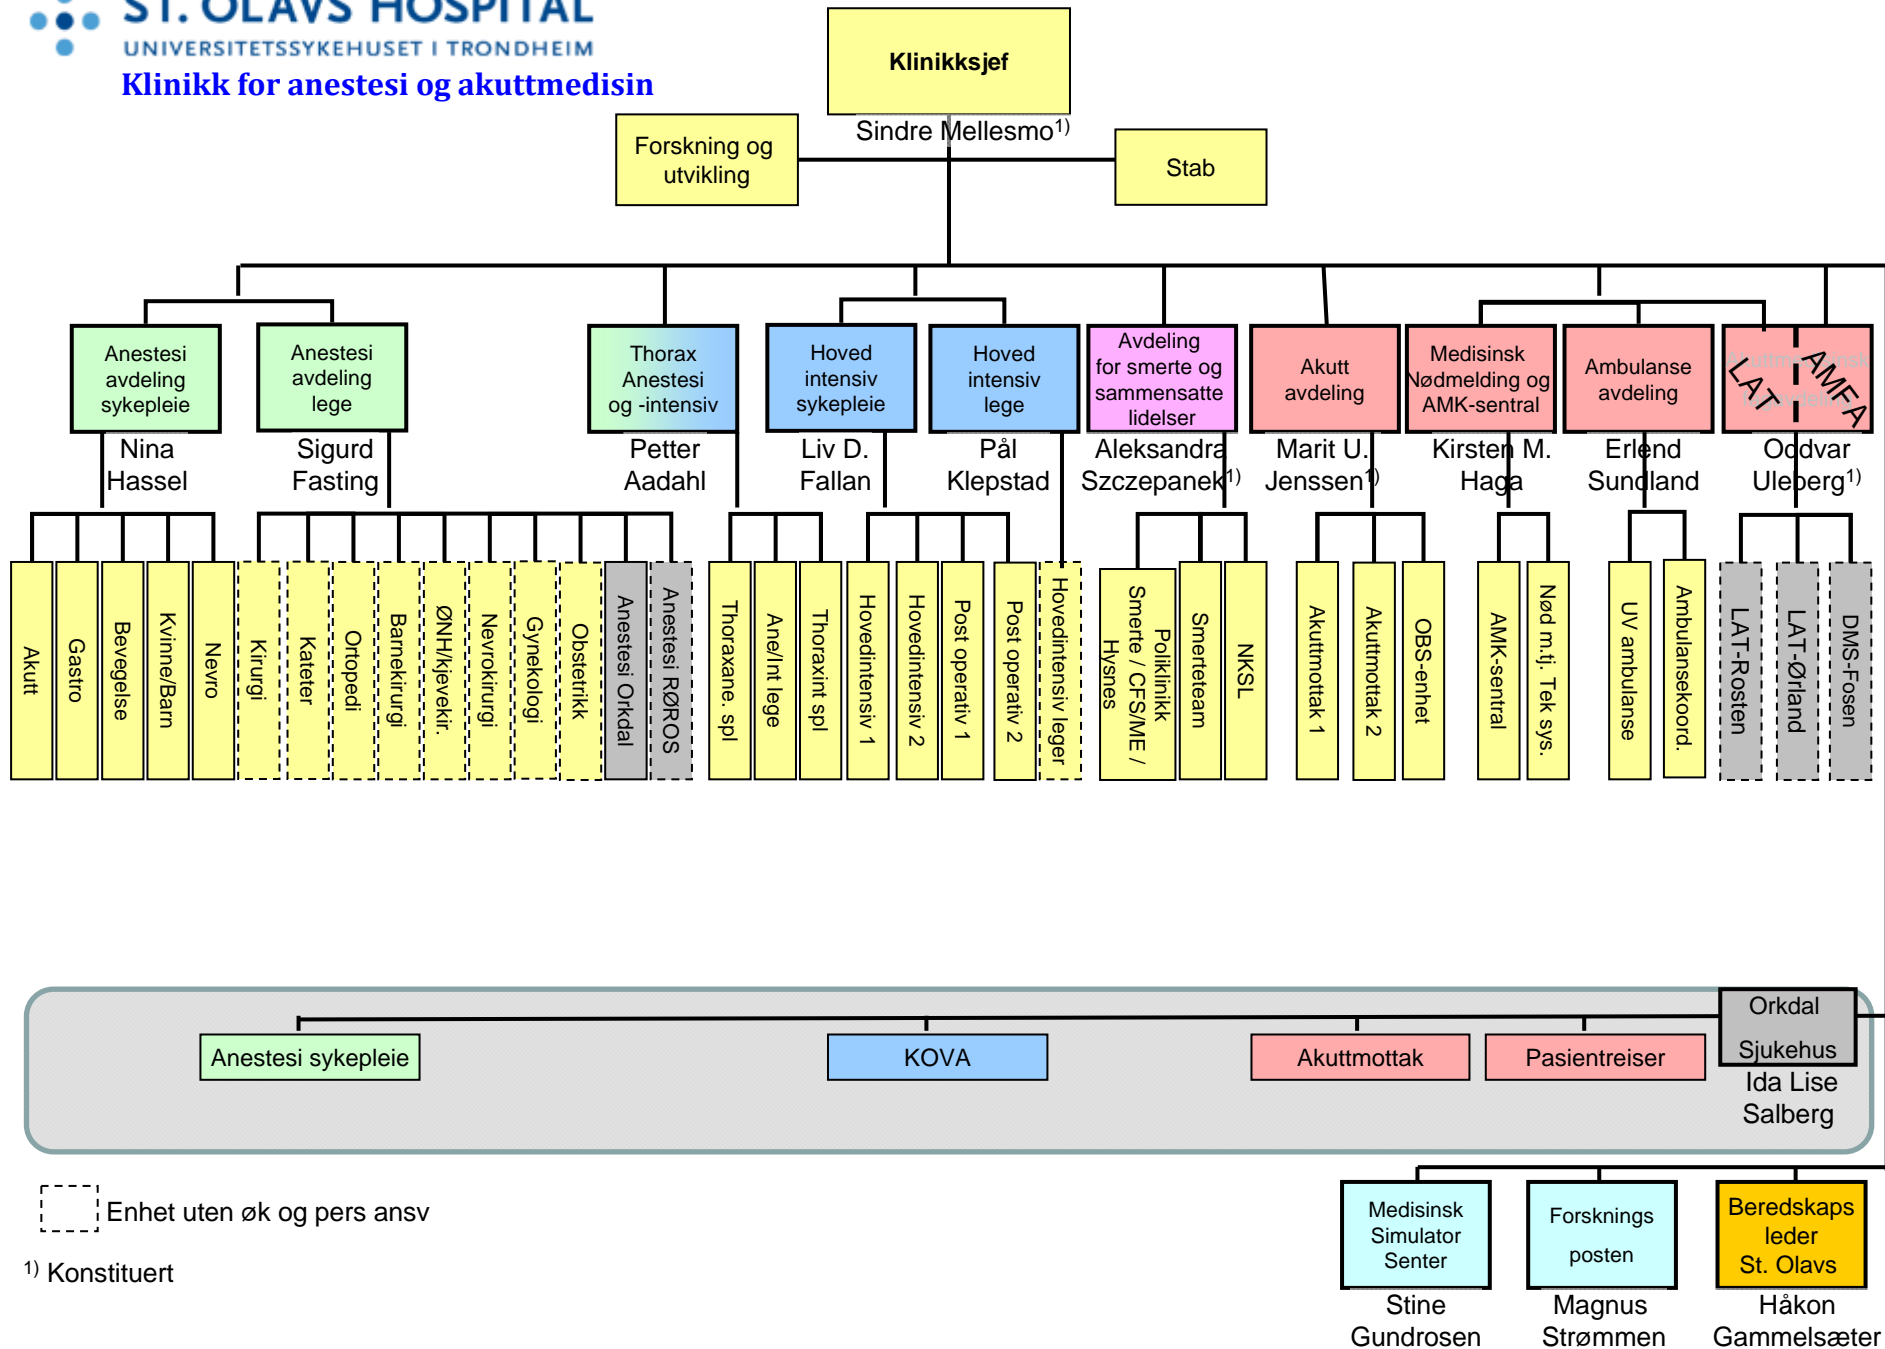 ST. OLAVS HOSPITAL
UNIVERSITETSSYKEHUSET I TRONDHEIM
Klinikk for anestesi og akuttmedisin
Klinikksjef
Sindre Mellesmo1)
Forskning og
utvikling
Stab
Anestesi
avdeling
sykepleie
Nina
Hassel
Anestesi
avdeling
lege
Sigurd
Fasting
Thorax
Anestesi
og -intensiv
Petter
Aadahl
Hoved
intensiv
sykepleie
Liv D.
Fallan
Hoved
intensiv
lege
Pål
Klepstad
Avdeling
for smerte og
sammensatte
lidelser
Aleksandra
Szczepanek1)
Akutt
avdeling
Marit U.
Jenssen1)
Medisinsk
Nødmelding og
AMK-sentral
Kirsten M.
Haga
Ambulanse
avdeling
Erlend
Sundland
LAT
AMFA
Oddvar
Uleberg1)
Akutt
Gastro
Bevegelse
Kvinne/Barn
Nevro
Kirurgi
Kateter
Ortopedi
Barnekirurgi
ØNH/kjevekir.
Nevrokirurgi
Gynekologi
Obstetrikk
Anestesi Orkdal
Anestesi RØROS
Thoraxane. spl
Ane/Int lege
Thoraxint spl
Hovedintensiv 1
Hovedintensiv 2
Post operativ 1
Post operativ 2
Hovedintensiv leger
Poliklinikk
Smerte / CFS/ME /
Hysnes
Smerteteam
NKSL
Akuttmottak 1
Akuttmottak 2
OBS-enhet
AMK-sentral
Nød m.tj. Tek sys.
UV ambulanse
Ambulansekoord.
LAT-Rosten
LAT-Ørland
DMS-Fosen
Anestesi sykepleie
KOVA
Akuttmottak
Pasientreiser
Orkdal
Sjukehus
Ida Lise
Salberg
Enhet uten øk og pers ansv
1) Konstituert
Medisinsk
Simulator
Senter
Stine
Gundrosen
Forsknings
posten
Magnus
Strømmen
Beredskaps
leder
St. Olavs
Håkon
Gammelsæter